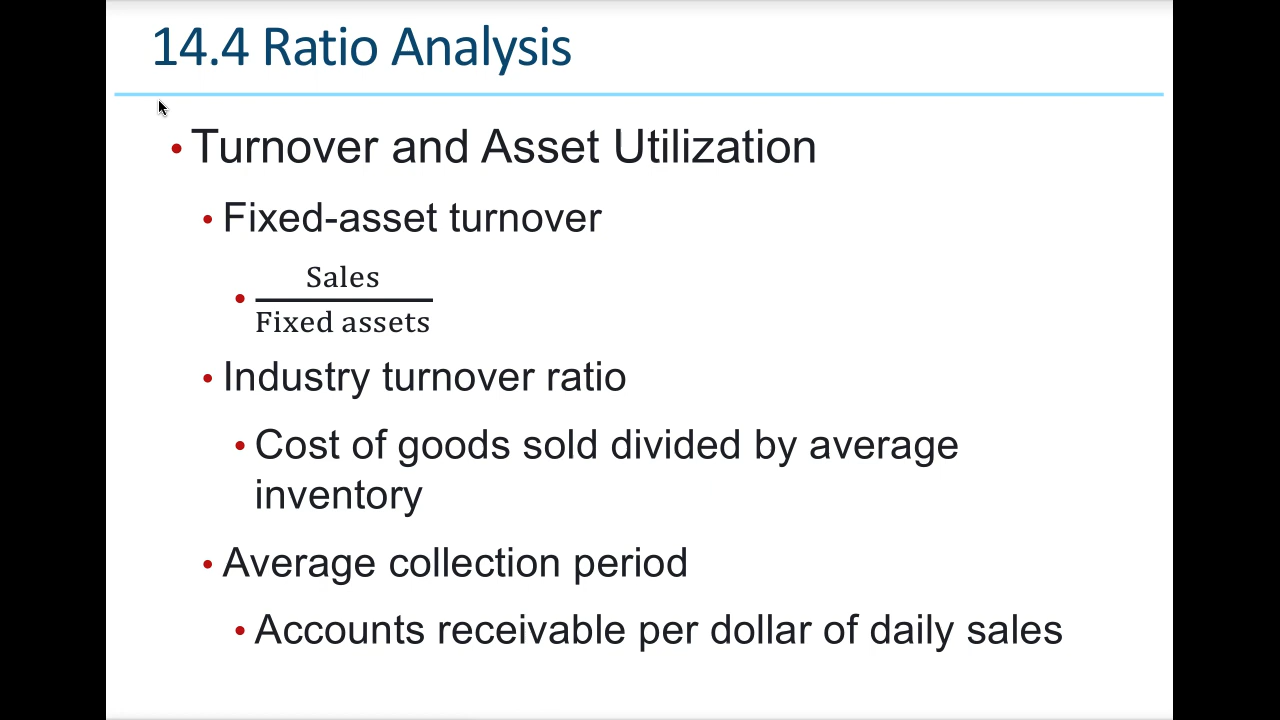 14.4 Ratio Analysis
• Turnover and Asset Utilization
• Fixed-asset turnover
• Sales
Fixed assets
• Industry turnover ratio
• Cost of goods sold divided by average
inventory
• Average collection period
• Accounts receivable per dollar of daily sales